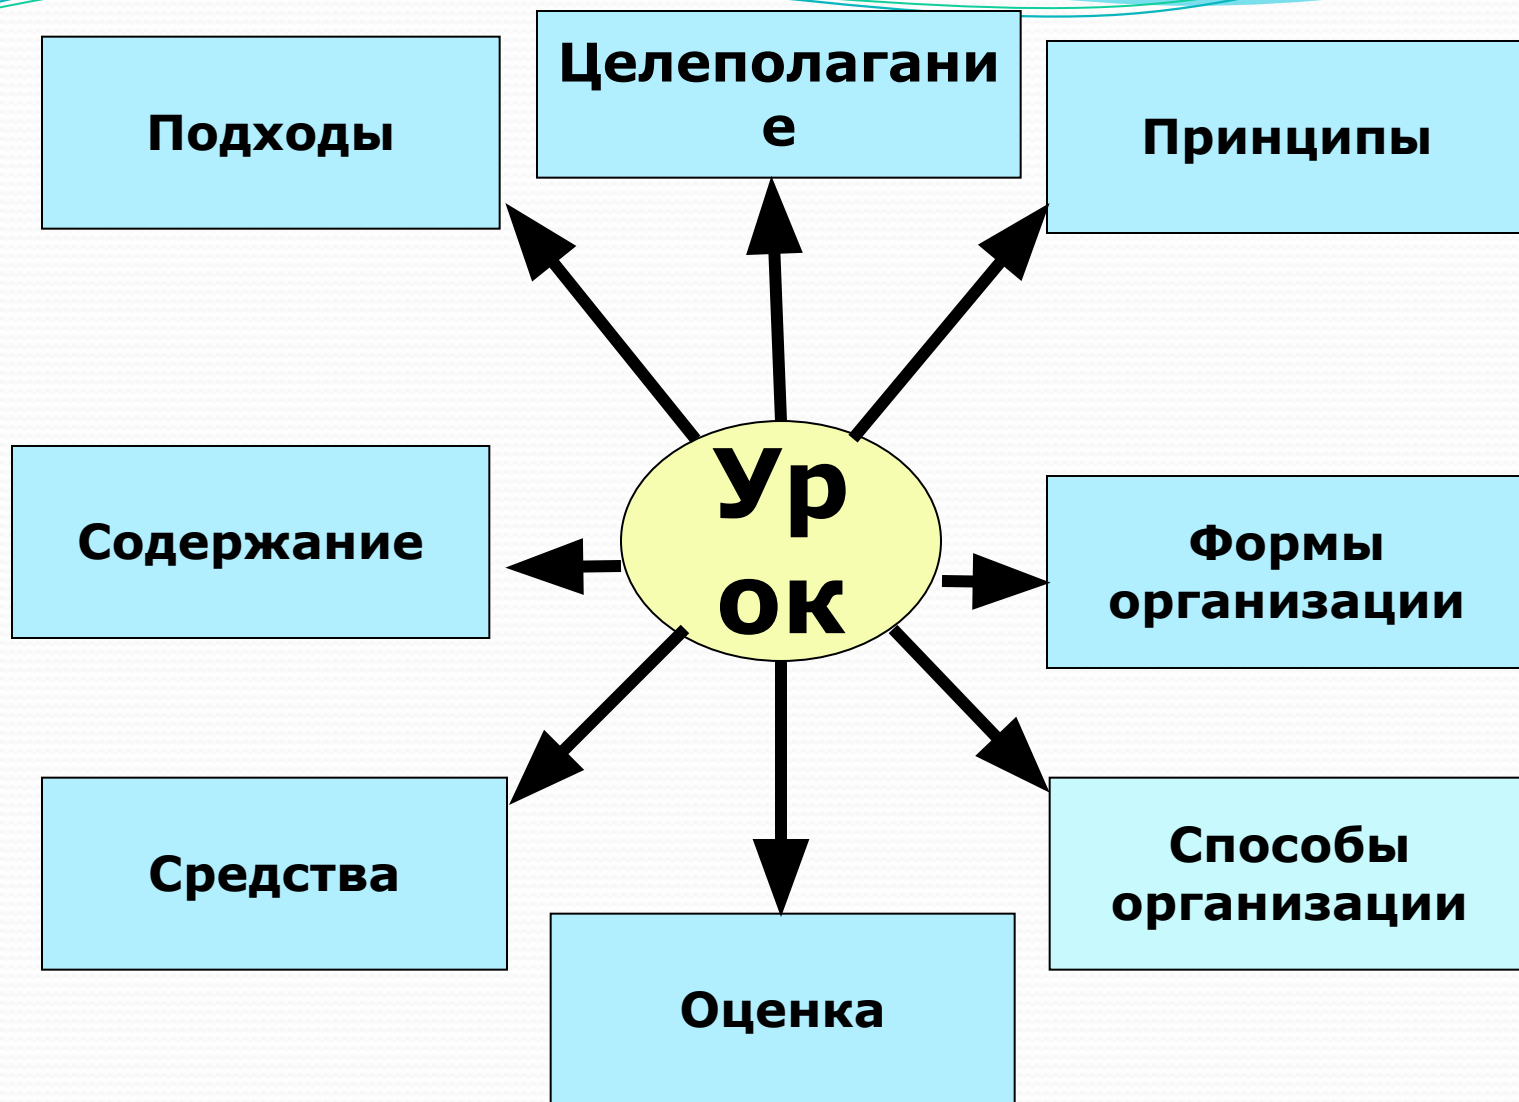 Подходы
Целеполагани
е
Принципы
Ур
ок
Содержание
Формы
организации
Средства
Способы
организации
Оценка